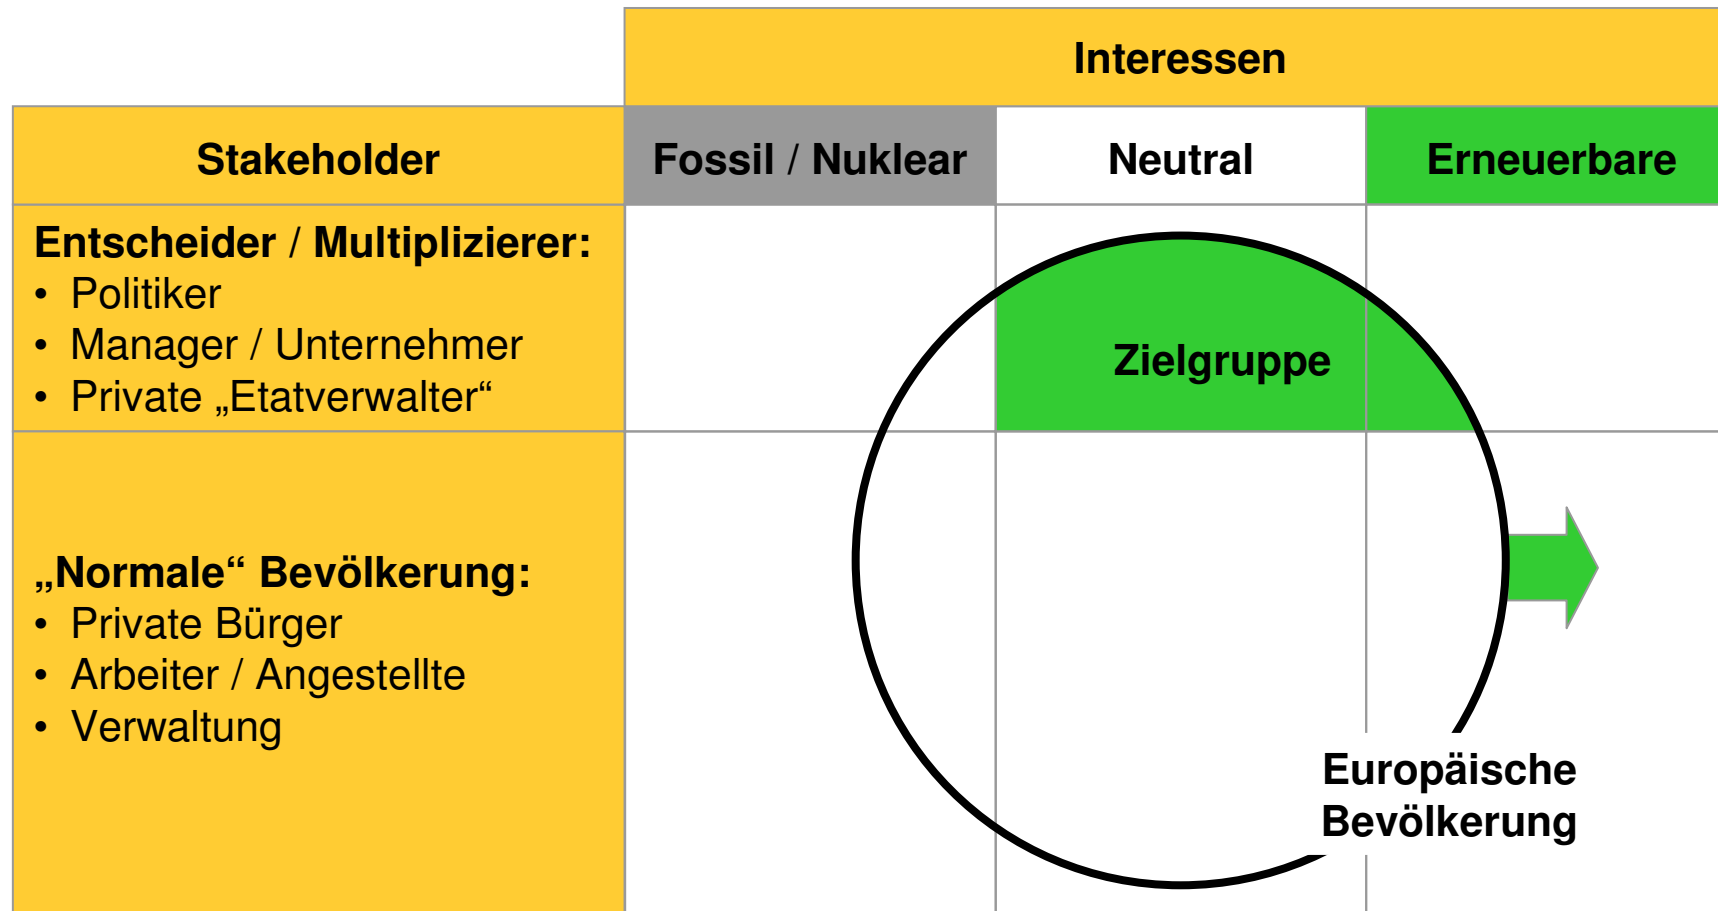 Interessen
Stakeholder
Fossil / Nuklear
Neutral
Erneuerbare
Entscheider / Multiplizierer:
• Politiker
• Manager / Unternehmer
• Private „Etatverwalter“
Zielgruppe
„Normale“ Bevölkerung:
• Private Bürger
• Arbeiter / Angestellte
• Verwaltung
Europäische
Bevölkerung